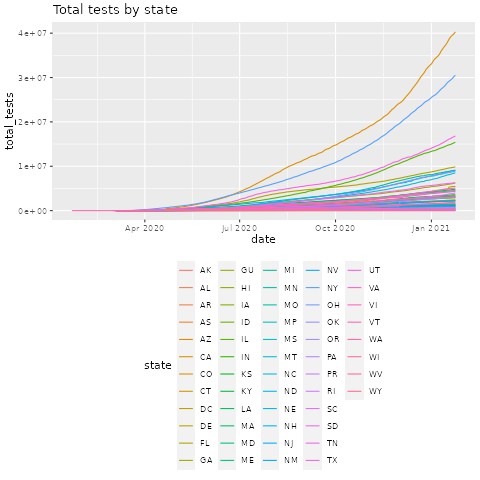 Total tests by state
total tests
4e+07
3e+07
2e+07
1e+07
0e+00
Apr 2020
Jul 2020
Oct 2020
Jan 2021
date
state
AK
AL
AR
AS
AZ
CA
CO
CT
DC
DE
FL
GA
GU
HI
IA
ID
IL
IN
KS
KY
LA
MA
MD
ME
MI
MN
MO
MP
MS
MT
NC
ND
NE
NH
NJ
NM
NV
NY
OH
OK
OR
PA
PR
RI
SC
SD
TN
TX
UT
VA
VI
VT
WA
WI
WV
WY